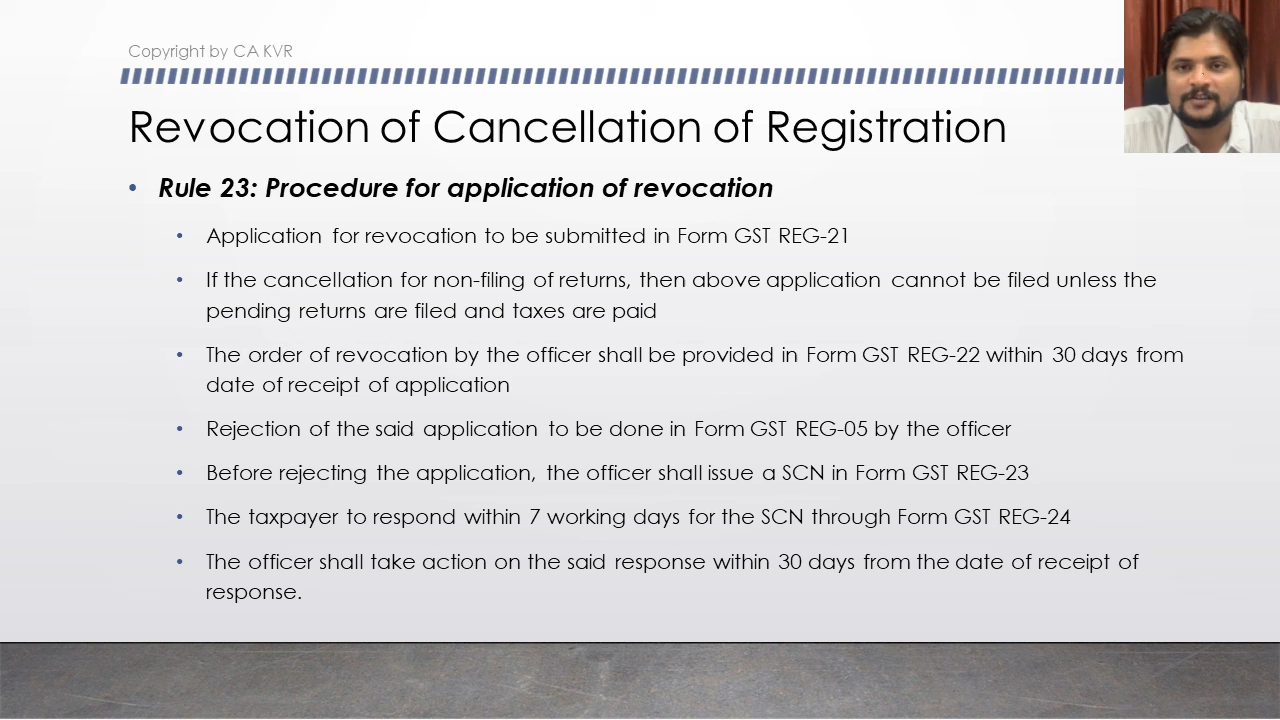 Copyright by CA KVR
Revocation of Cancellation of Registration
• Rule 23: Procedure for application of revocation
• Application for revocation to be submitted in Form GST REG-21
• If the cancellation for non-filing of returns, then above application cannot be filed unless the
pending returns are filed and taxes are paid
• The order of revocation by the officer shall be provided in Form GST REG-22 within 30 days from
date of receipt of application
• Rejection of the said application to be done in Form GST REG-05 by the officer
• Before rejecting the application, the officer shall issue a SCN in Form GST REG-23
• The taxpayer to respond within 7 working days for the SCN through Form GST REG-24
• The officer shall take action on the said response within 30 days from the date of receipt of
response.